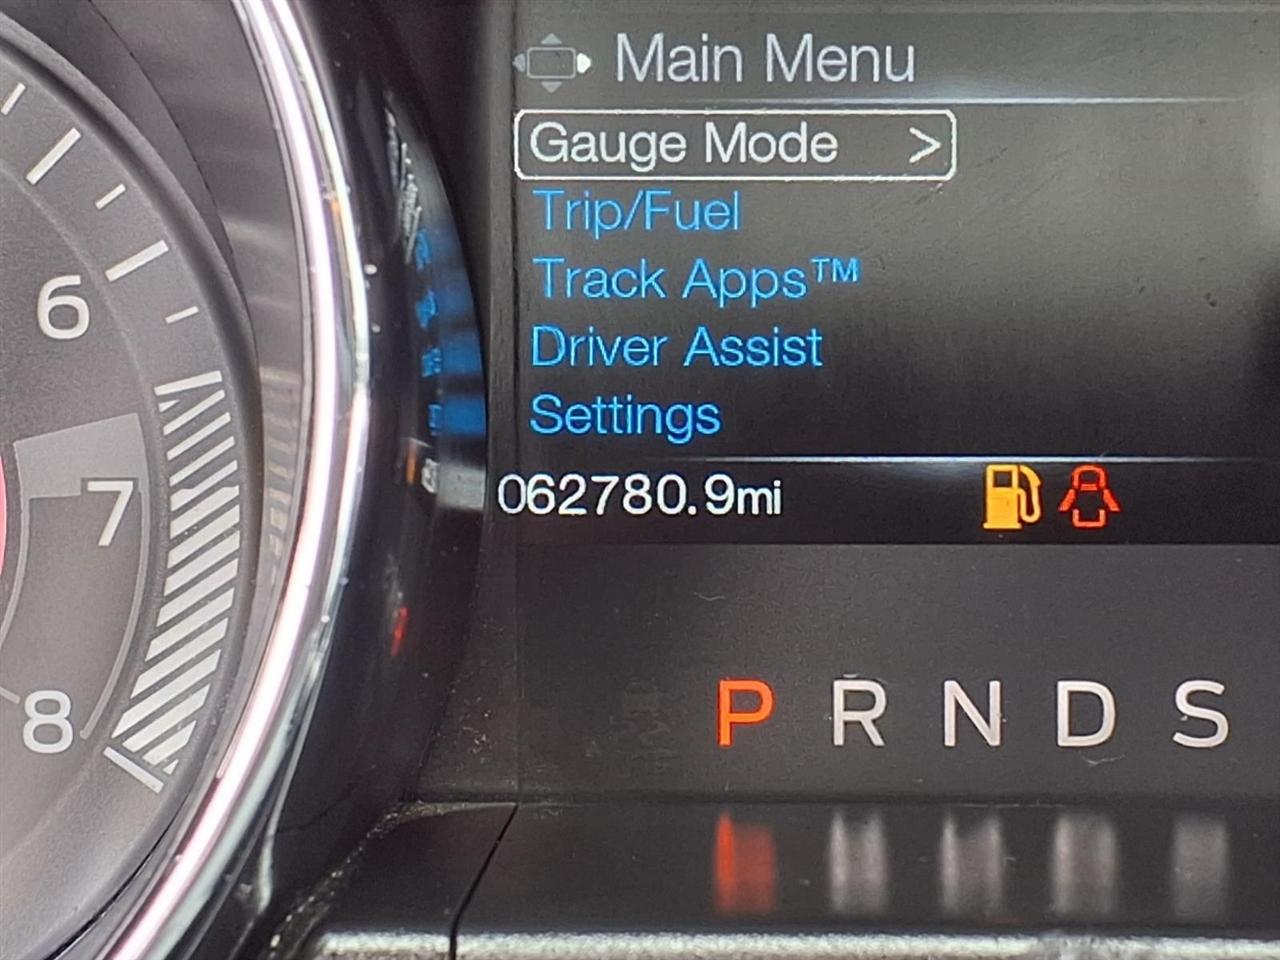 Main Menu
Gauge Mode >
Trip/Fuel
Track Apps™
Driver Assist
Settings
062780.9mi
6
7
8
P R N D S